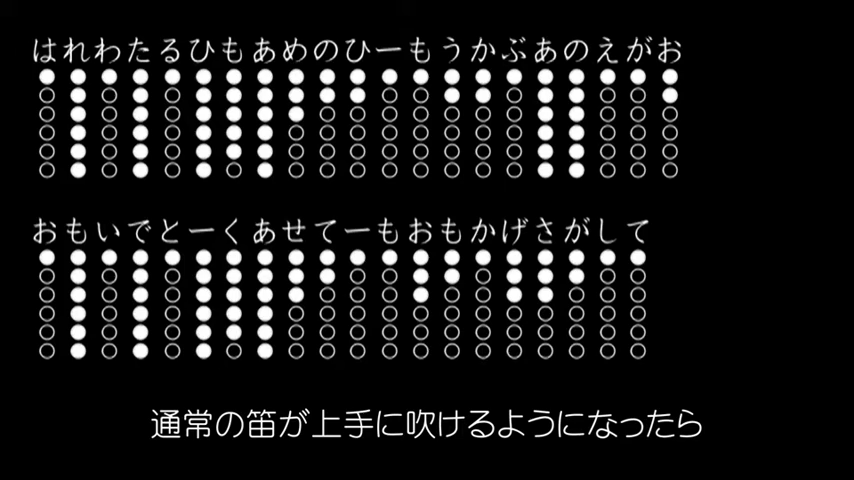 はれわたるひもあめのひーもうかぶあのえがお
おもいでとーくあせてーもおもかげさがして
通常の笛が上手に吹けるようになったら